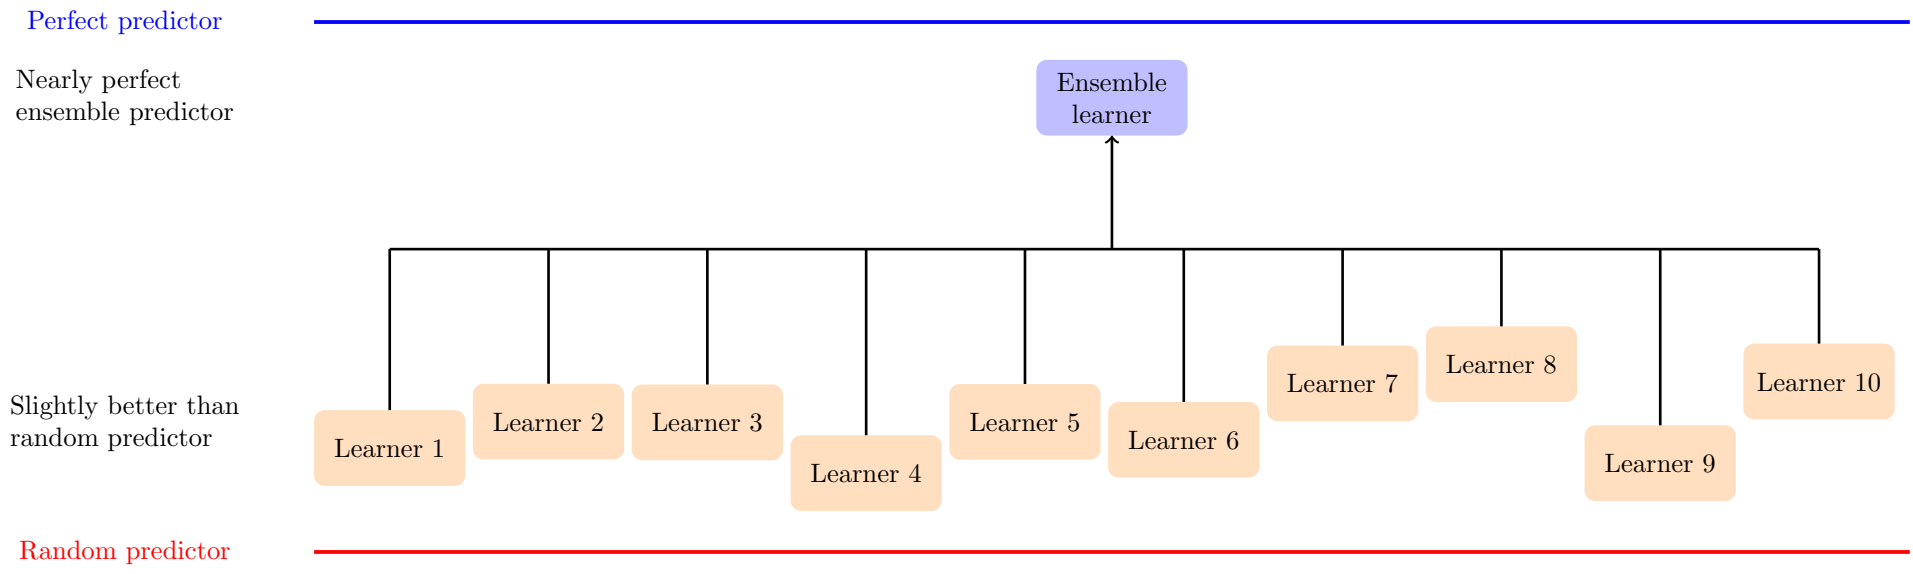 Perfect predictor
Nearly perfect
ensemble predictor
Ensemble
learner
Slightly better than
random predictor
Learner 1
Learner 2
Learner 3
Learner 4
Learner 5
Learner 6
Learner 7
Learner 8
Learner 9
Learner 10
Random predictor